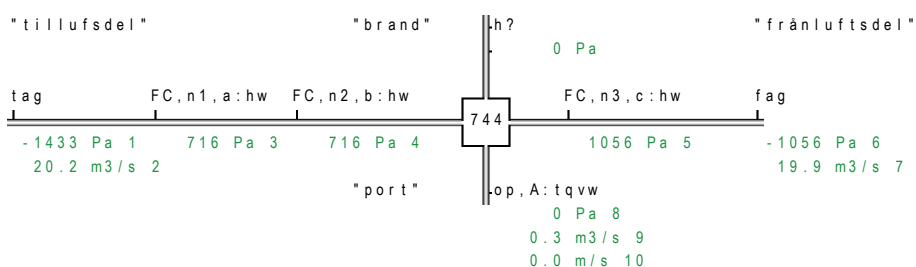 "tillufsdel" "brand" h? "frånluftsdel"
0 Pa
tag FC,n1,a:hw FC,n2,b:hw FC,n3,c:hw fag
744
-1433 Pa 1 716 Pa 3 716 Pa 4 1056 Pa 5 -1056 Pa 6
20.2 m3/s 2 19.9 m3/s 7
"port" op,A:tqvw
0 Pa 8
0.3 m3/s 9
0.0 m/s 10